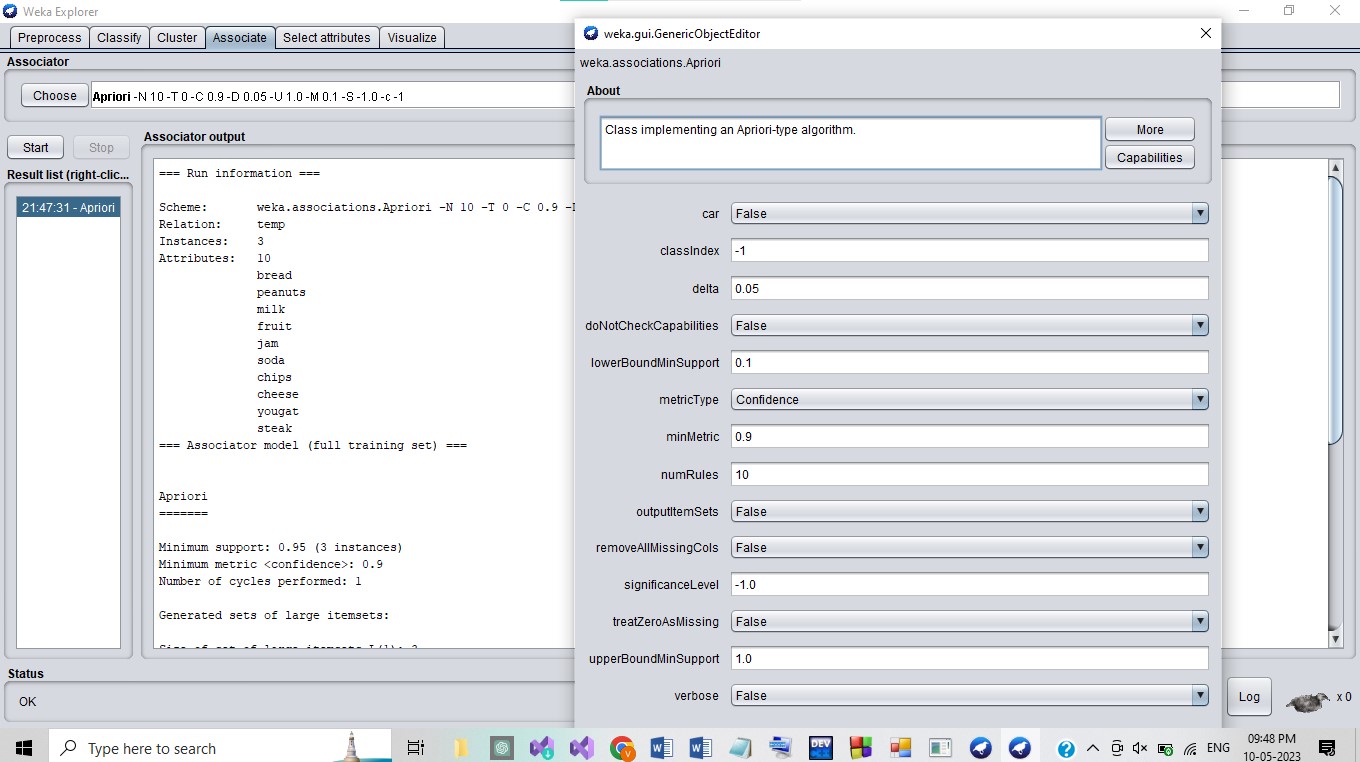 Weka Explorer
Preprocess Classify Cluster Associate Select attributes Visualize
Associator
Choose Apriori -N 10 -T 0 -C 0.9 -D 0.05 -U 1.0 -M 0.1 -S -1.0 -c -1
Start Stop
Result list (right-clic...
21:47:31 - Apriori
Associator output
=== Run information ===
Scheme: weka.associations.Apriori -N 10 -T 0 -C 0.9 -
Relation: temp
Instances: 3
Attributes: 10
bread
peanuts
milk
fruit
jam
soda
chips
cheese
yougat
steak
=== Associator model (full training set) ===
Apriori
=======
Minimum support: 0.95 (3 instances)
Minimum metric <confidence>: 0.9
Number of cycles performed: 1
Generated sets of large itemsets:
Status
OK
weka.gui.GenericObjectEditor
weka.associations.Apriori
About
Class implementing an Apriori-type algorithm.
More
Capabilities
car False
classIndex -1
delta 0.05
doNotCheckCapabilities False
lowerBoundMinSupport 0.1
metricType Confidence
minMetric 0.9
numRules 10
outputItemSets False
removeAllMissingCols False
significanceLevel -1.0
treatZeroAsMissing False
upperBoundMinSupport 1.0
verbose False
Log x 0
Type here to search
DEV
ENG
09:48 PM
10-05-2023